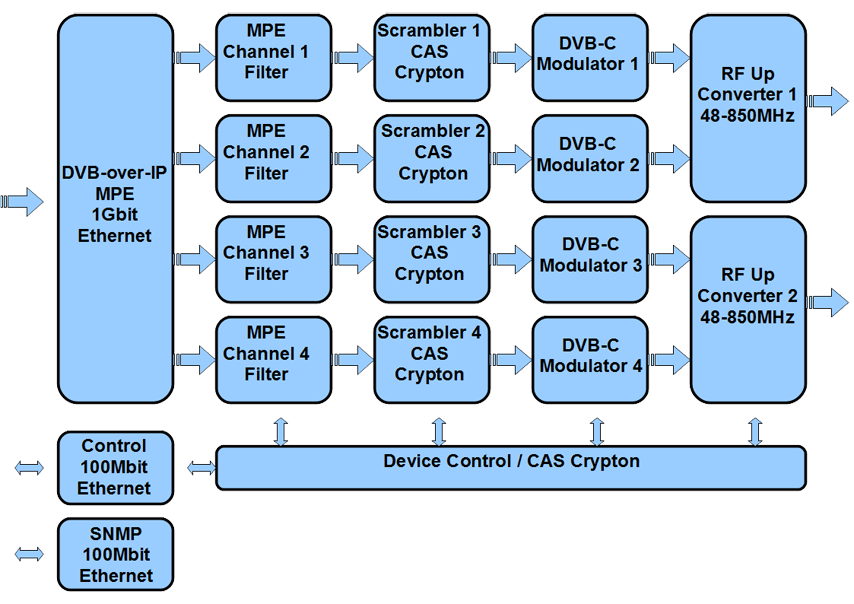 DVB-over-IP
MPE
1Gbit
Ethernet
MPE
Channel 1
Filter
Scrambler 1
CAS
Crypton
DVB-C
Modulator 1
RF Up
Converter 1
48-850MHz
MPE
Channel 2
Filter
Scrambler 2
CAS
Crypton
DVB-C
Modulator 2
MPE
Channel 3
Filter
Scrambler 3
CAS
Crypton
DVB-C
Modulator 3
RF Up
Converter 2
48-850MHz
MPE
Channel 4
Filter
Scrambler 4
CAS
Crypton
DVB-C
Modulator 4
Control
100Mbit
Ethernet
Device Control / CAS Crypton
SNMP
100Mbit
Ethernet